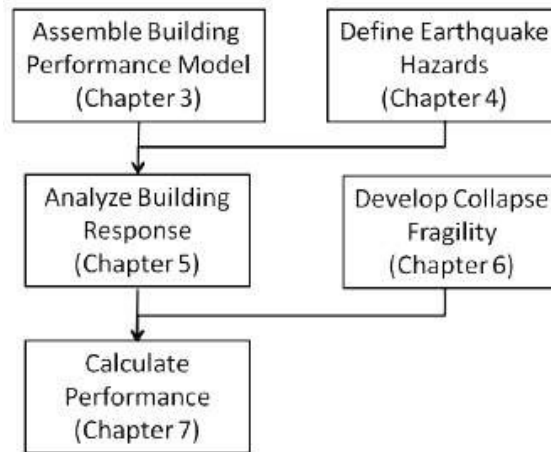 Assemble Building
Performance Model
(Chapter 3)
Define Earthquake
Hazards
(Chapter 4)
Analyze Building
Response
(Chapter 5)
Develop Collapse
Fragility
(Chapter 6)
Calculate
Performance
(Chapter 7)